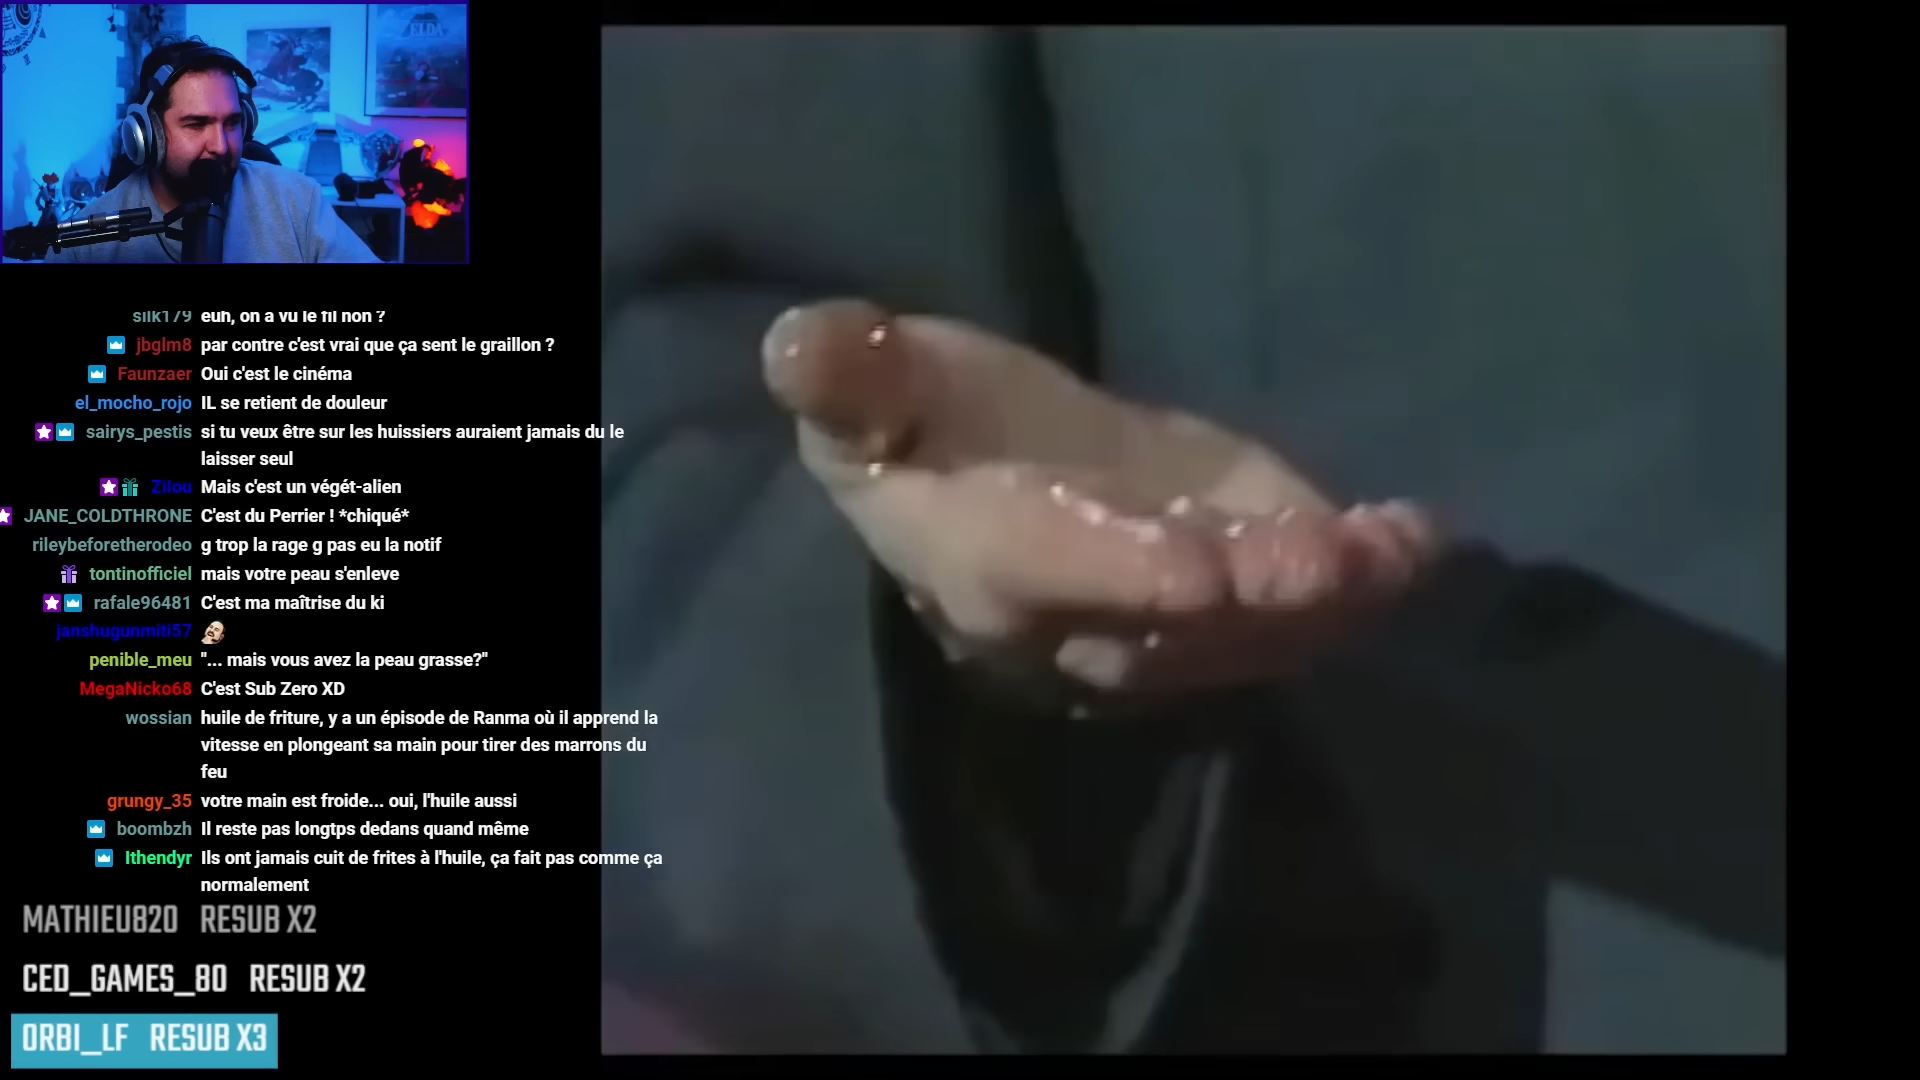 ELDA
silk179 euh, on a vu le fil non ?
jbglm8 par contre c'est vrai que ça sent le graillon ?
Faunzaer Oui c'est le cinéma
el_mocho_rojo IL se retient de douleur
sairys_pestis si tu veux être sur les huissiers auraient jamais du le
laisser seul
Zilou Mais c'est un végét-alien
JANE_COLDTHRONE C'est du Perrier ! *chiqué*
rileybeforetherodeo g trop la rage g pas eu la notif
tontinofficiel mais votre peau s'enleve
rafale96481 C'est ma maîtrise du ki
janshugunmiti57
penible_meu "... mais vous avez la peau grasse?"
MegaNicko68 C'est Sub Zero XD
wossian huile de friture, y a un épisode de Ranma où il apprend la
vitesse en plongeant sa main pour tirer des marrons du
feu
grungy_35 votre main est froide... oui, l'huile aussi
boombzh Il reste pas longtps dedans quand même
Ithendyr Ils ont jamais cuit de frites à l'huile, ça fait pas comme ça
normalement
MATHIEU820 RESUB X2
CED_GAMES_80 RESUB X2
ORBI_LF RESUB X3